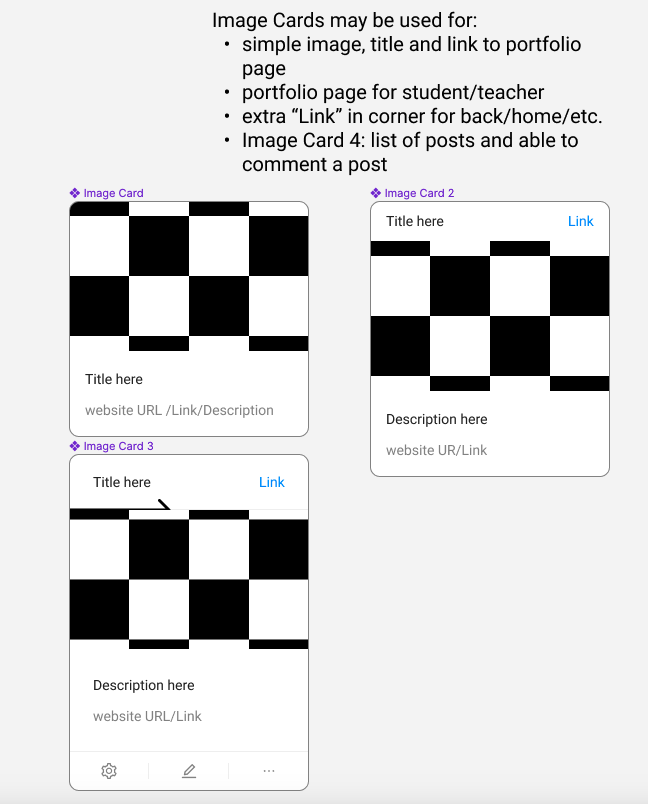 Image Cards may be used for:
• simple image, title and link to portfolio
page
• portfolio page for student/teacher
• extra “Link” in corner for back/home/etc.
• Image Card 4: list of posts and able to
comment a post
Image Card
Title here
website URL /Link/Description
Image Card 2
Title here Link
Description here
website UR/Link
Image Card 3
Title here Link
Description here
website URL/Link